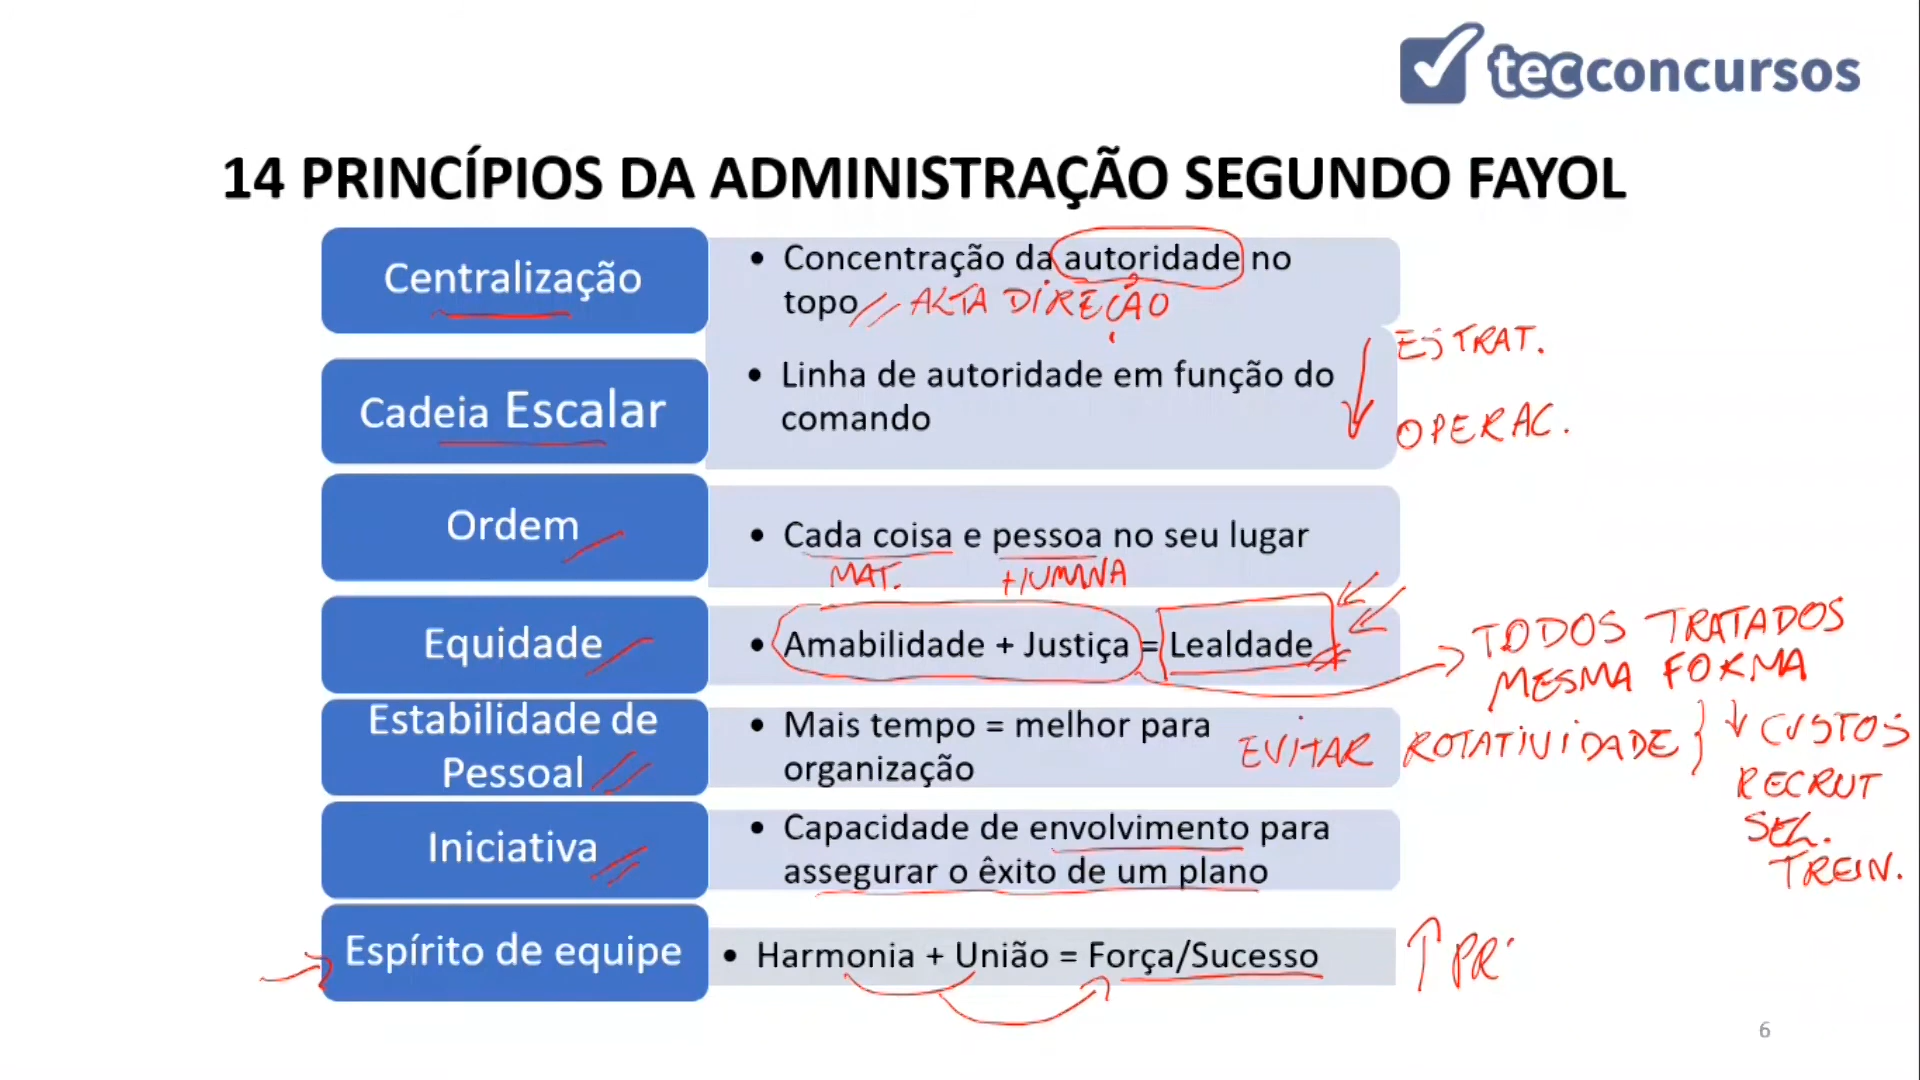 tecconcursos
14 PRINCÍPIOS DA ADMINISTRAÇÃO SEGUNDO FAYOL
Centralização
• Concentração da autoridade no
topo ALTA DIREÇÃO
Cadeia Escalar
• Linha de autoridade em função do
comando
ESTRAT.
OPERAC.
Ordem
• Cada coisa e pessoa no seu lugar
MAT. HUMANA
Equidade
• Amabilidade + Justiça = Lealdade
TODOS TRATADOS
MESMA FORMA
Estabilidade de
Pessoal
• Mais tempo = melhor para
organização
EVITAR ROTATIVIDADE
CUSTOS
RECRUT
SEL.
TREIN.
Iniciativa
• Capacidade de envolvimento para
assegurar o êxito de um plano
Espírito de equipe
• Harmonia + União = Força/Sucesso
↑ PR
6